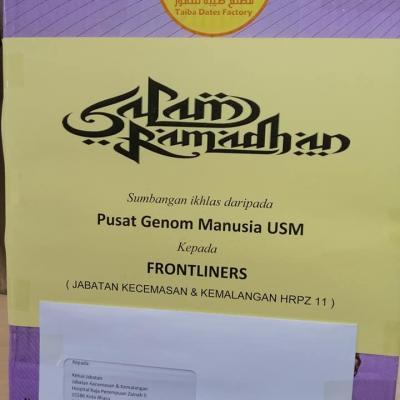 مصنع طيبة للتمور
Taiba Dates Factory
Salam
Ramadhan
Sumbangan ikhlas daripada
Pusat Genom Manusia USM
Kepada
FRONTLINERS
( JABATAN KECEMASAN & KEMALANGAN HRPZ 11 )
Kepada
Ketua Jabatan
Jabatan Kecemasan & Kemalangan
Hospital Raja Perempuan Zainab II
15586 Kota Bharu